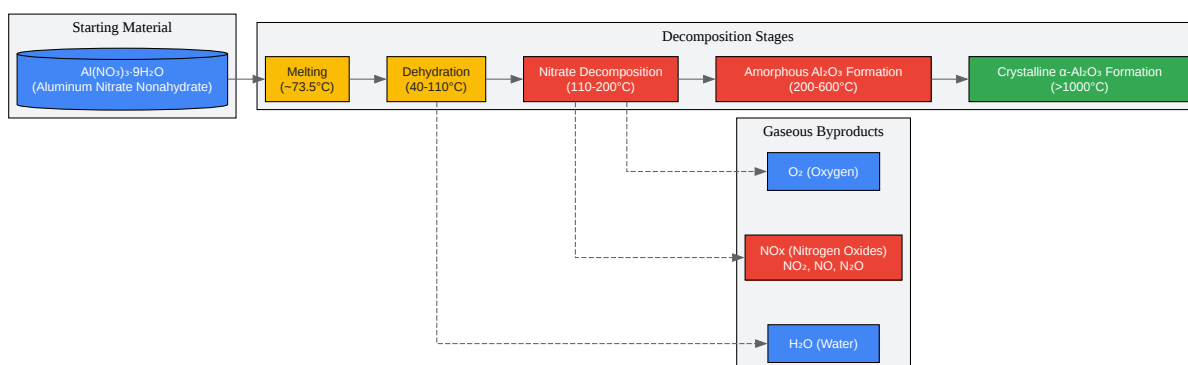 Starting Material
Al(NO₃)₃·9H₂O
(Aluminum Nitrate Nonahydrate)
Decomposition Stages
Melting
(~73.5°C)
Dehydration
(40-110°C)
Nitrate Decomposition
(110-200°C)
Amorphous Al₂O₃ Formation
(200-600°C)
Crystalline α-Al₂O₃ Formation
(>1000°C)
Gaseous Byproducts
O₂ (Oxygen)
NOx (Nitrogen Oxides)
NO₂, NO, N₂O
H₂O (Water)